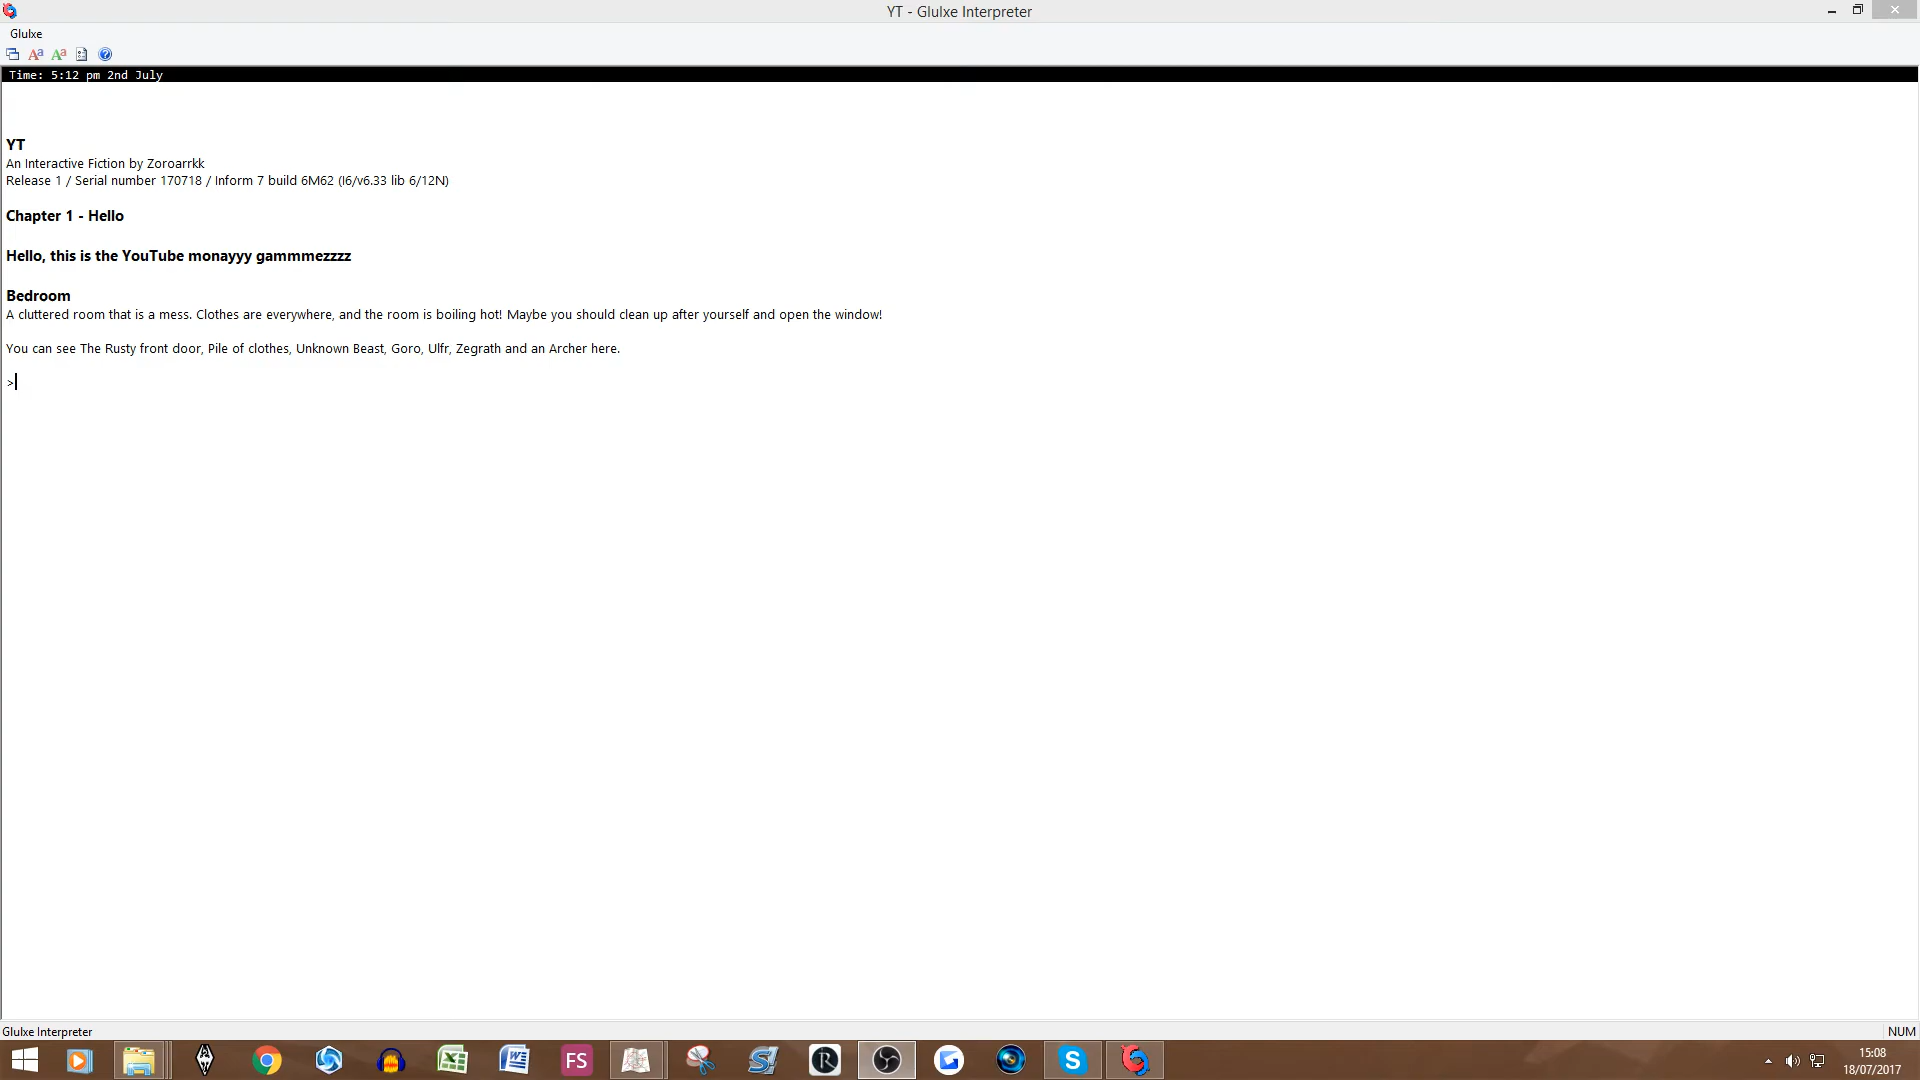 YT - Glulxe Interpreter
Glulxe
Time: 5:12 pm 2nd July
YT
An Interactive Fiction by Zoroarrkk
Release 1 / Serial number 170718 / Inform 7 build 6M62 (I6/v6.33 lib 6/12N)
Chapter 1 - Hello
Hello, this is the YouTube monayyy gammmezzzz
Bedroom
A cluttered room that is a mess. Clothes are everywhere, and the room is boiling hot! Maybe you should clean up after yourself and open the window!
You can see The Rusty front door, Pile of clothes, Unknown Beast, Goro, Ulfr, Zegrath and an Archer here.
>
Glulxe Interpreter
NUM
FS
15:08
18/07/2017